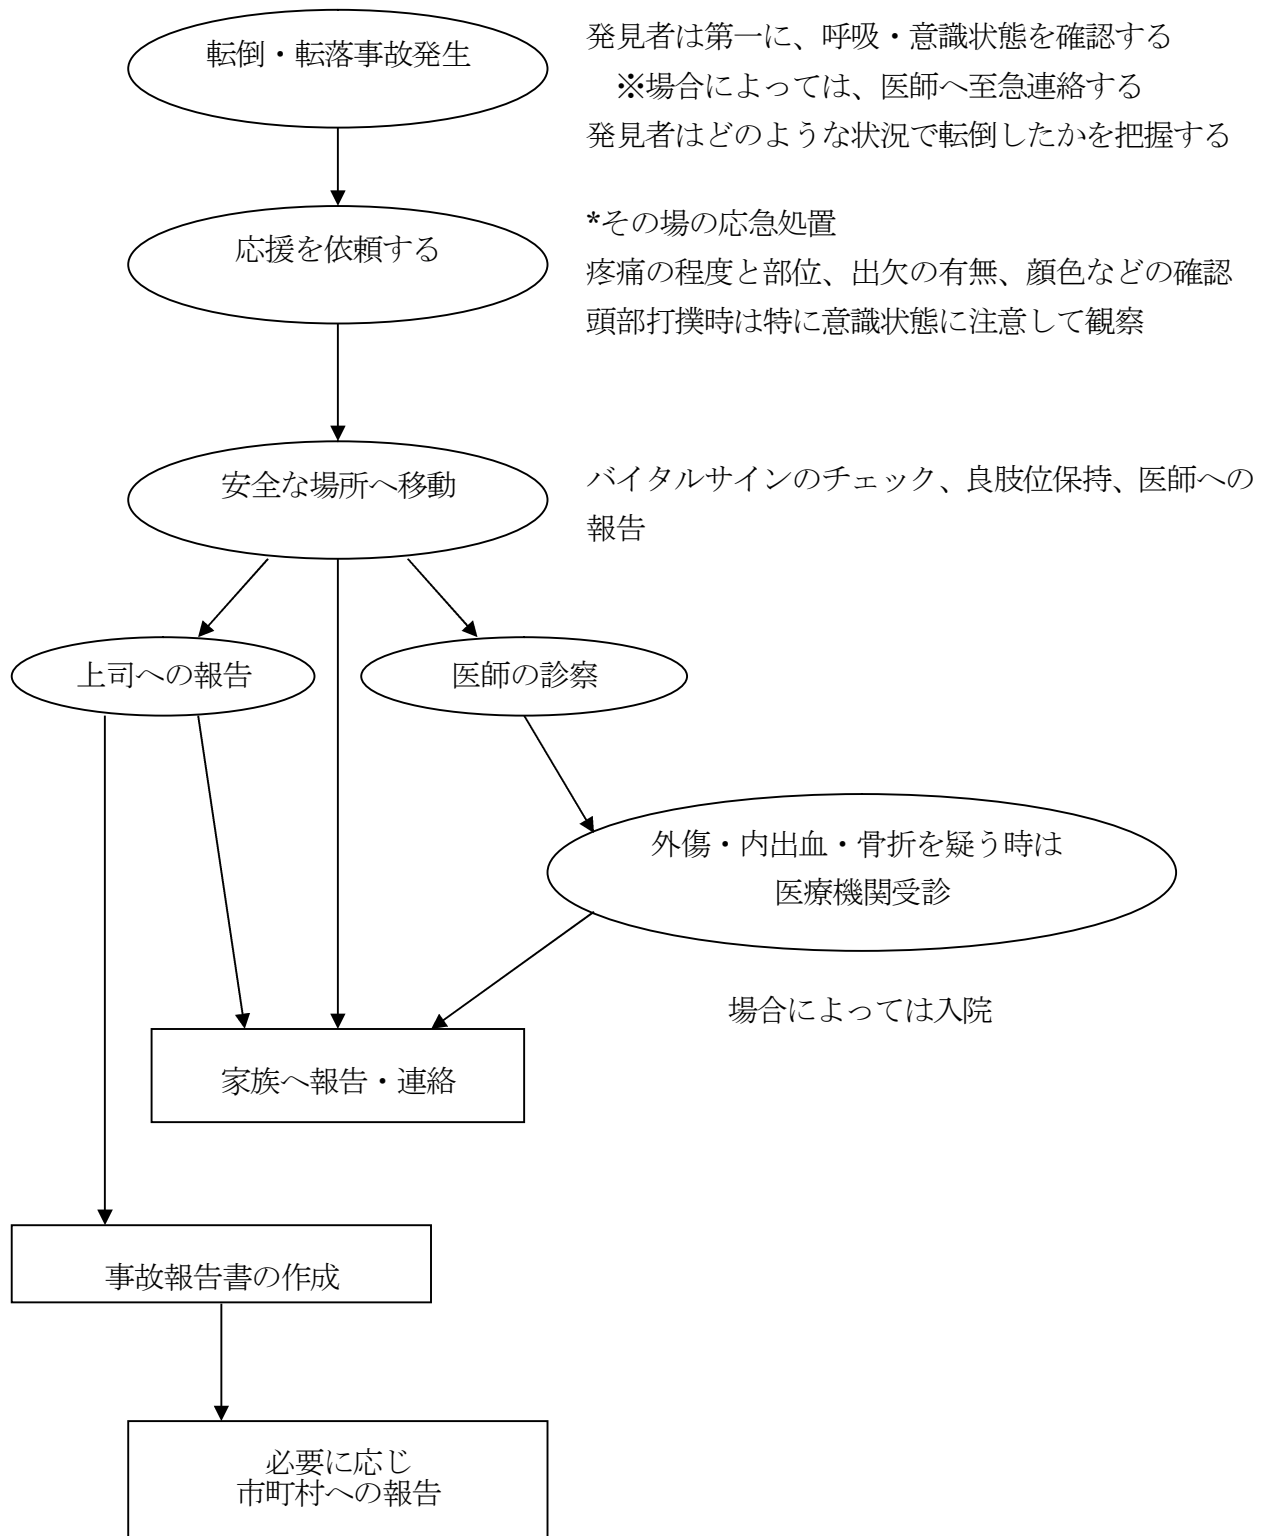 転倒・転落事故発生
発見者は第一に、呼吸・意識状態を確認する
※場合によっては、医師へ至急連絡する
発見者はどのような状況で転倒したかを把握する
応援を依頼する
*その場の応急処置
疼痛の程度と部位、出欠の有無、顔色などの確認
頭部打撲時は特に意識状態に注意して観察
安全な場所へ移動
バイタルサインのチェック、良肢位保持、医師への
報告
上司への報告
医師の診察
外傷・内出血・骨折を疑う時は
医療機関受診
場合によっては入院
家族へ報告・連絡
事故報告書の作成
必要に応じ
市町村への報告